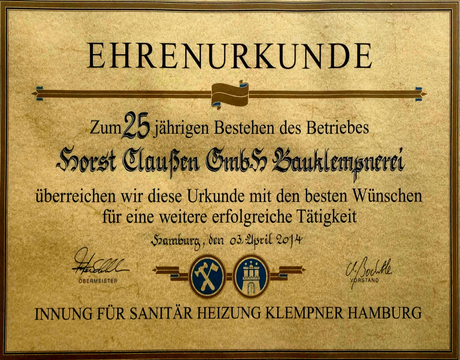 EHRENURKUNDE
Zum 25 jährigen Bestehen des Betriebes
Horst Claußen GmbH Bauklempnerei
überreichen wir diese Urkunde mit den besten Wünschen
für eine weitere erfolgreiche Tätigkeit
Hamburg, den 03. April 2014
OBERMEISTER
VORSTAND
INNUNG FÜR SANITÄR HEIZUNG KLEMPNER HAMBURG